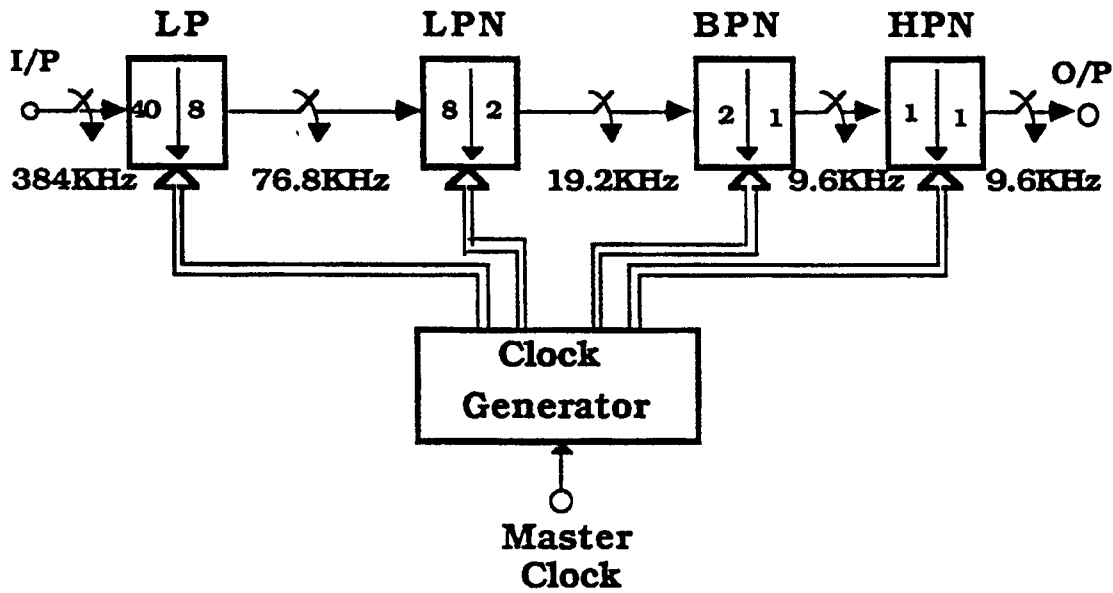 LP LPN BPN HPN
I/P O/P
40 8 8 2 2 1 1 1
384KHz 76.8KHz 19.2KHz 9.6KHz 9.6KHz
Clock
Generator
Master
Clock